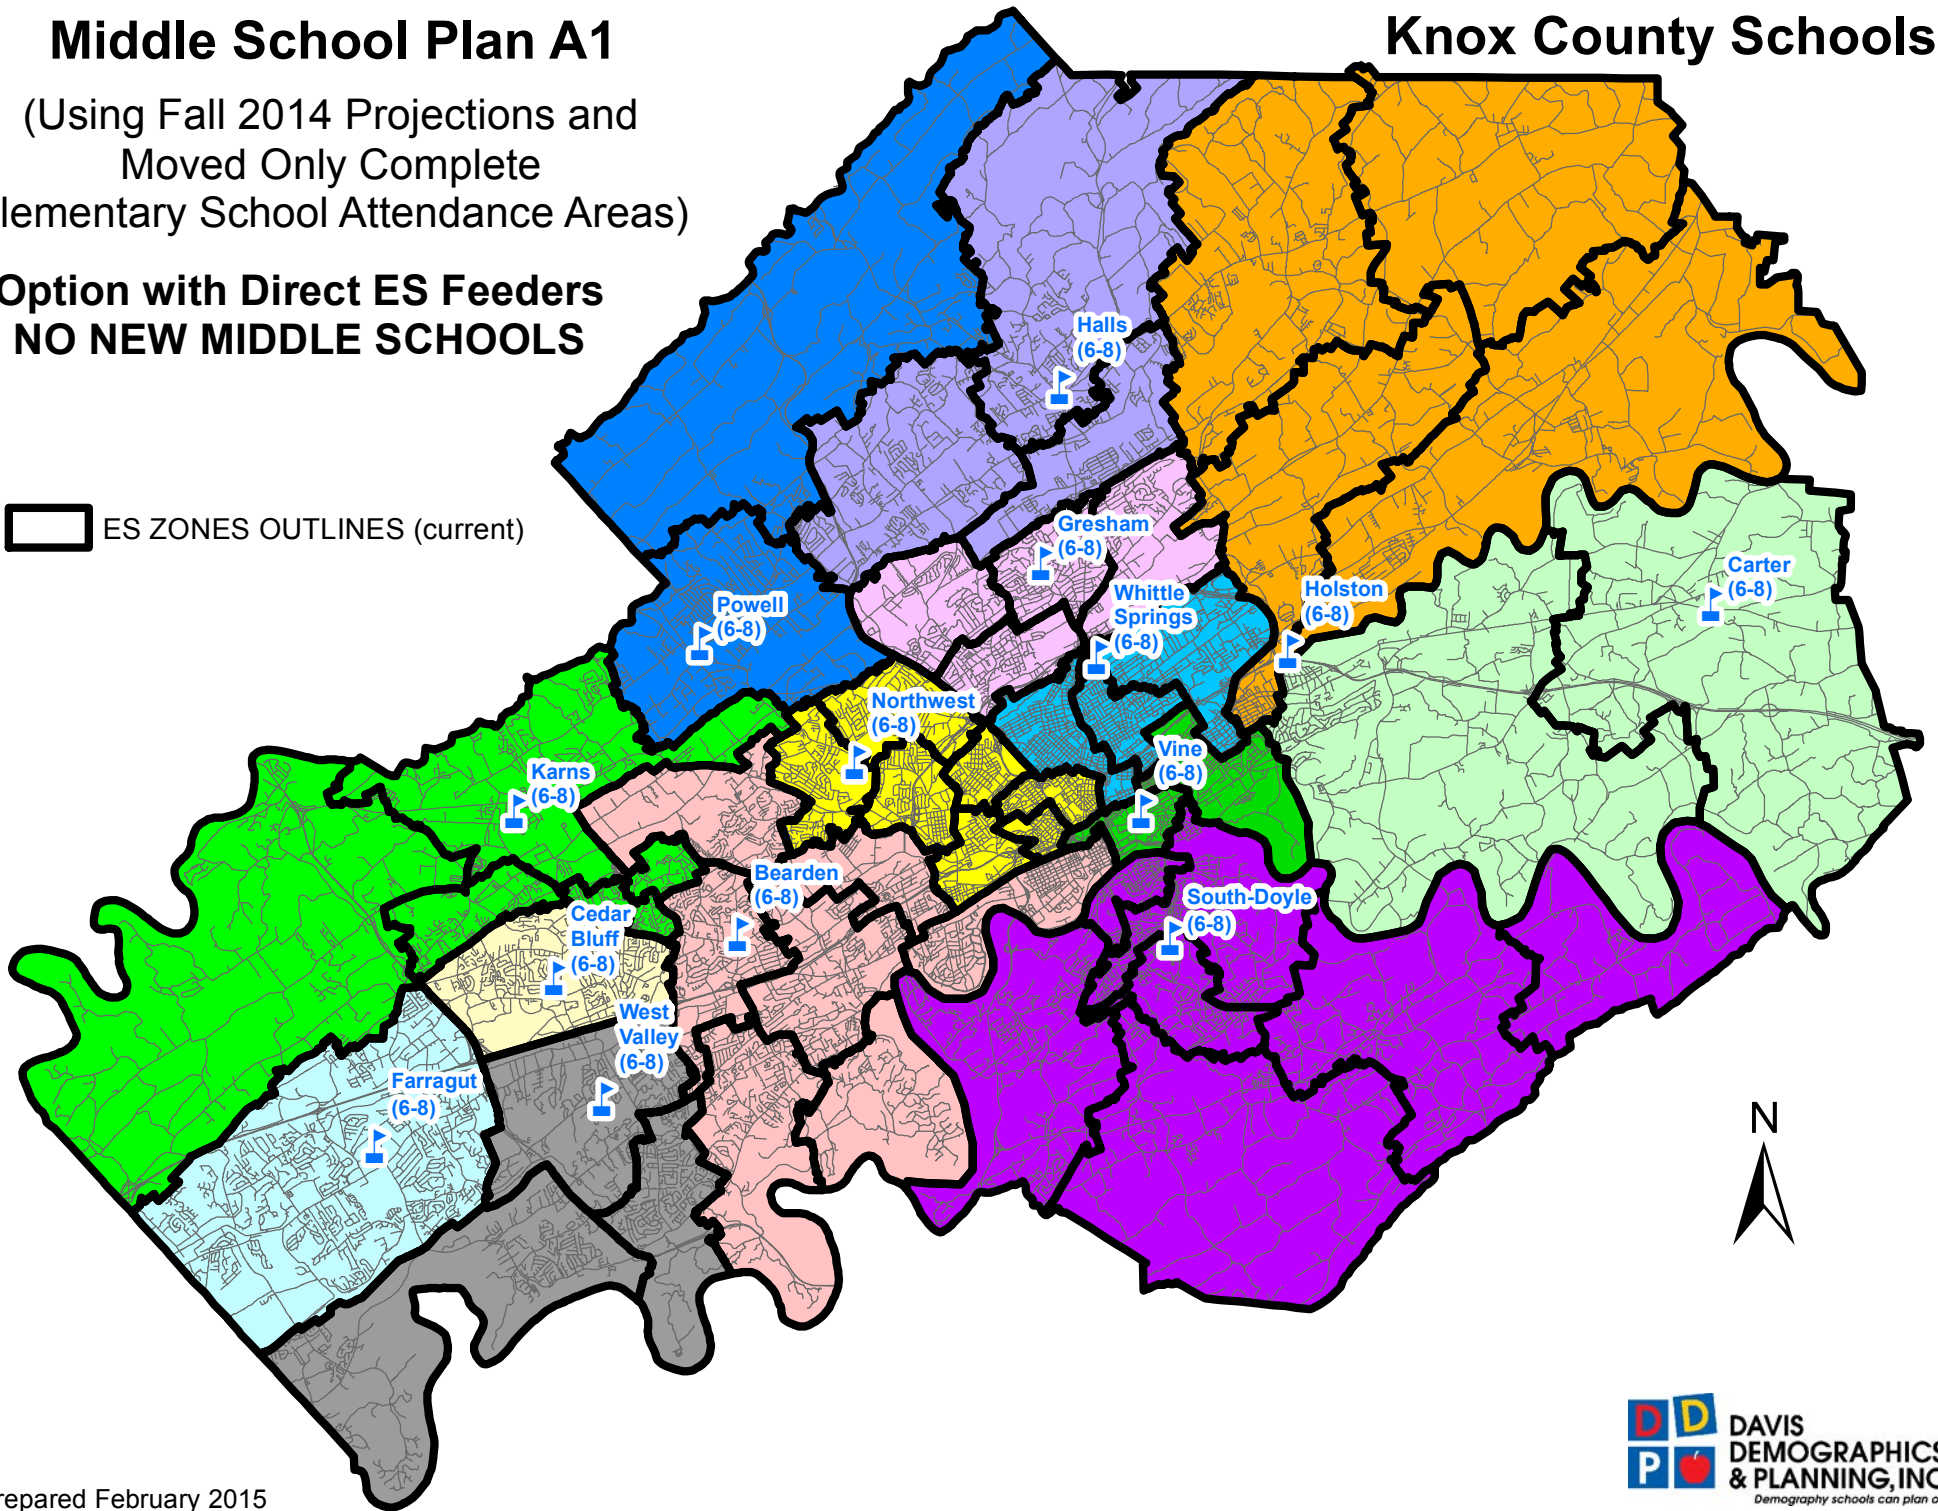 Middle School Plan A1
Knox County Schools
(Using Fall 2014 Projections and
Moved Only Complete
lementary School Attendance Areas)
Option with Direct ES Feeders
NO NEW MIDDLE SCHOOLS
ES ZONES OUTLINES (current)
Halls
(6-8)
Gresham
(6-8)
Whittle
Springs
(6-8)
Holston
(6-8)
Carter
(6-8)
Powell
(6-8)
Northwest
(6-8)
Vine
(6-8)
Karns
(6-8)
Bearden
(6-8)
South-Doyle
(6-8)
Cedar
Bluff
(6-8)
West
Valley
(6-8)
Farragut
(6-8)
N
D D
P
DAVIS
DEMOGRAPHICS
& PLANNING, INC
Demography schools can plan o
repared February 2015